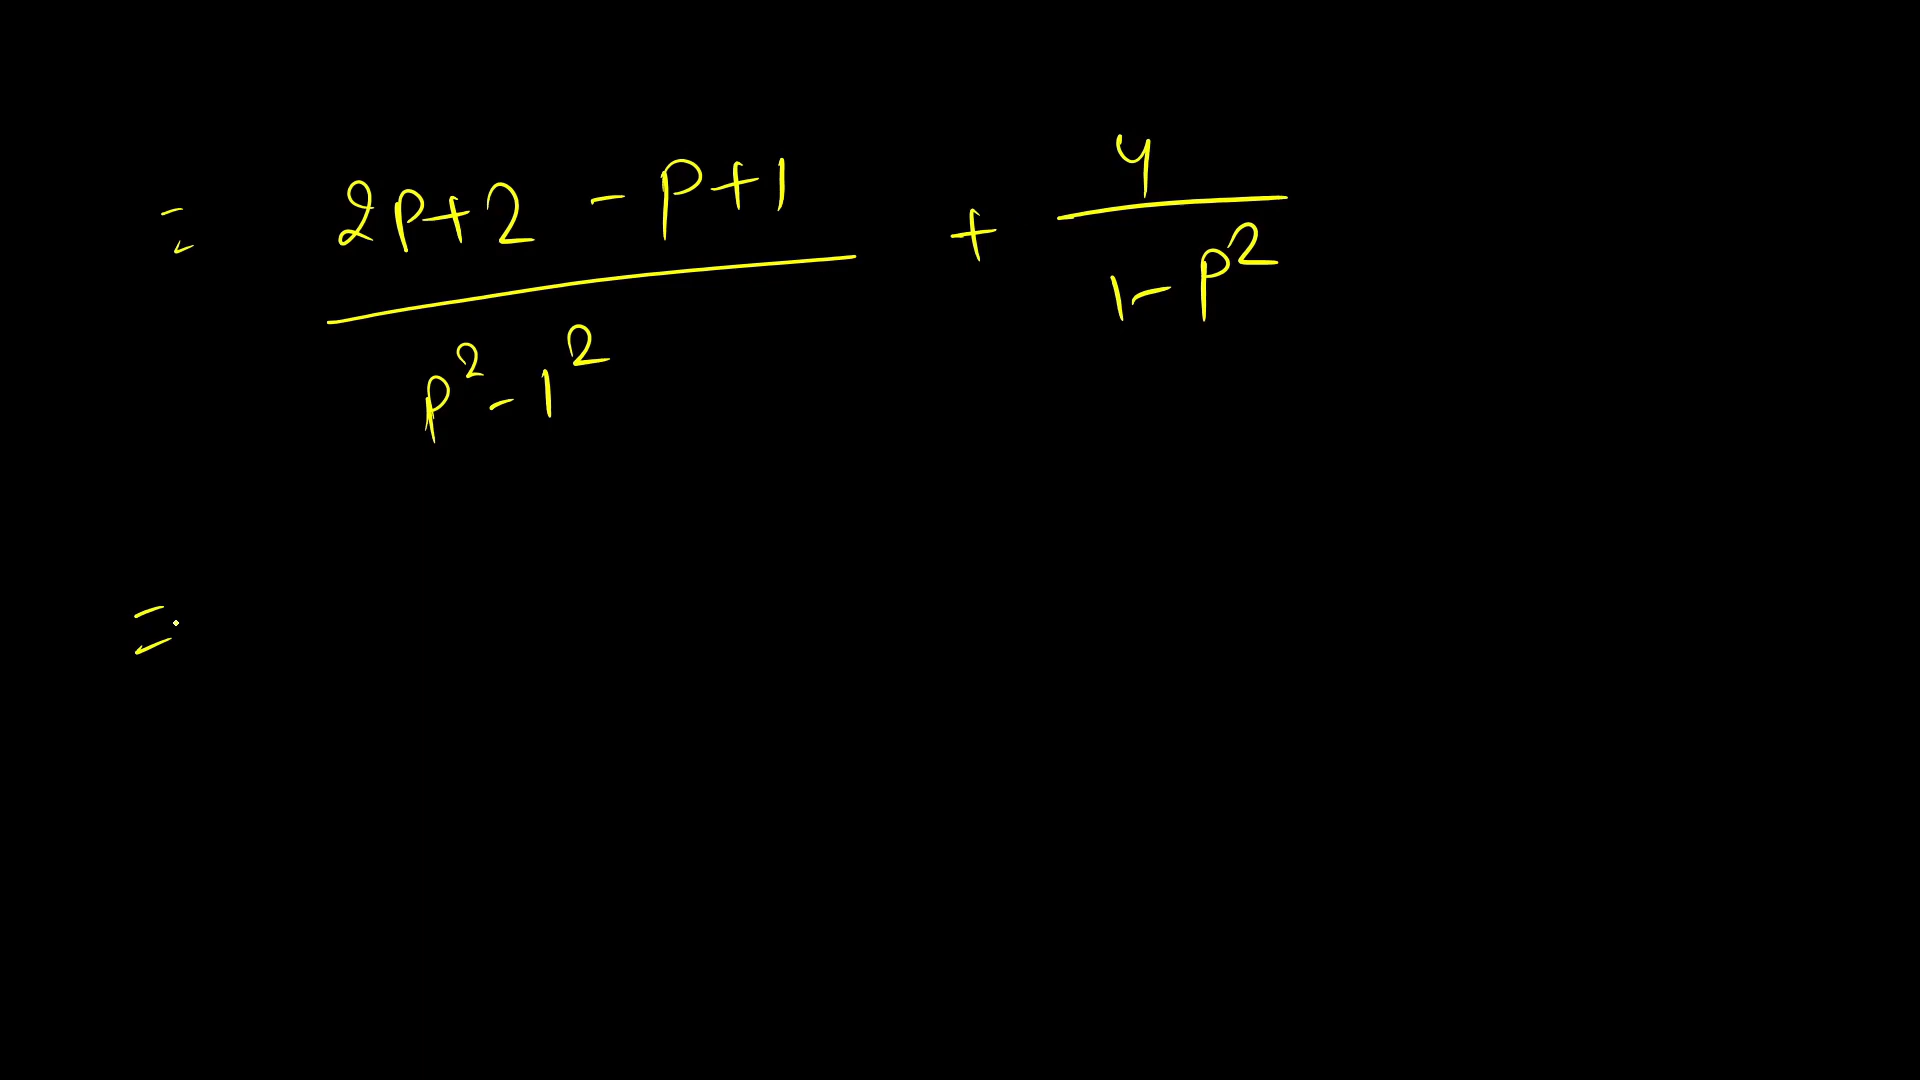 = (2p+2 - p+1)/(p² - 1²) + 4/(1 - p²)
=